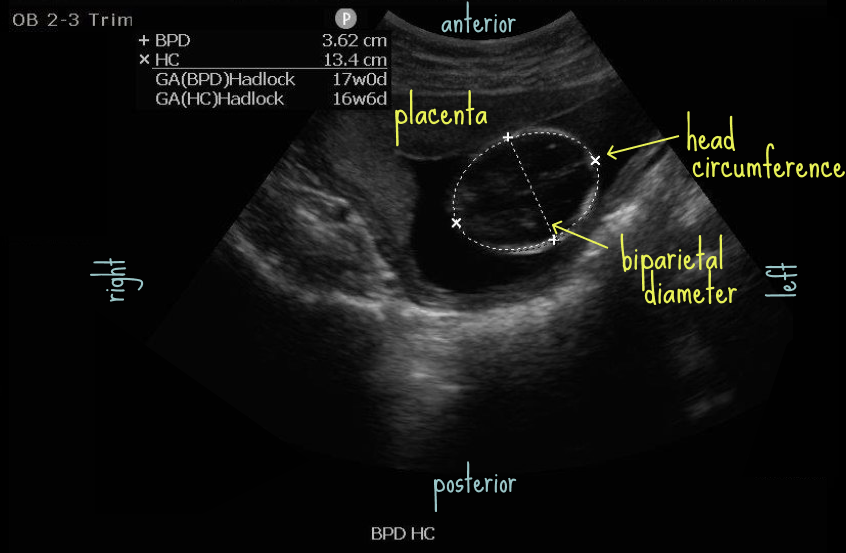 OB 2-3 Trim
P
+ BPD 3.62 cm
× HC 13.4 cm
GA(BPD)Hadlock 17w0d
GA(HC)Hadlock 16w6d
anterior
placenta
head
circumference
right
biparietal
diameter
left
posterior
BPD HC